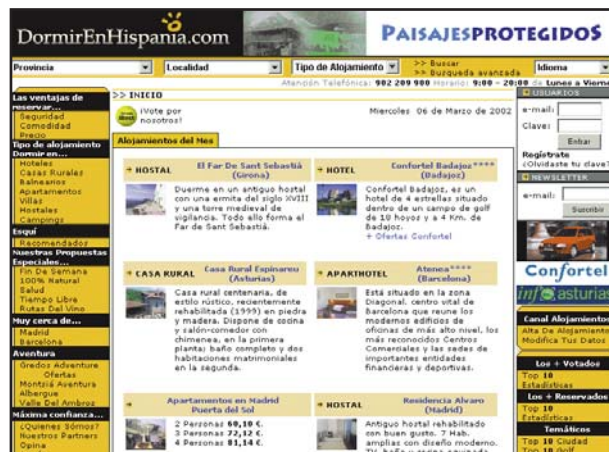 DormirEnHispania.com
PAISAJESPROTEGIDOS
Provincia
Localidad
Tipo de Alojamiento
>> Buscar
>> Busqueda avanzada
Idioma
Atención Telefónica: 902 209 900 Horario: 9:00 - 20:00 de Lunes a Vierne
Las ventajas de
reservar...
Seguridad
Comodidad
Precio
Tipo de alojamiento
Dormir en...
Hoteles
Casas Rurales
Balnearios
Apartamentos
Villas
Hostales
Campings
Esquí
Recomendados
Nuestras Propuestas
Especiales...
Fin De Semana
100% Natural
Salud
Tiempo Libre
Rutas Del Vino
Muy cerca de...
Madrid
Barcelona
Aventura
Gredos Adventure
Ofertas
Montsiá Aventura
Albergue
Valle Del Ambroz
Máxima confianza...
¿Quienes Sómos?
Nuestros Partners
Opina
>> INICIO
¡Vote por
nosotros!
Miercoles 06 de Marzo de 2002
Alojamientos del Mes
HOSTAL
El Far De Sant Sebastiá
(Girona)
Duerme en un antiguo hostal
con una ermita del siglo XVIII
y una torre medieval de
vigilancia. Todo ello forma el
Far de Sant Sebastiá.
HOTEL
Confortel Badajoz****
(Badajoz)
Confortel Badajoz, es un
hotel de 4 estrellas situado
dentro de un campo de golf
de 18 hoyos y a 4 Km. de
Badajoz.
+ Ofertas Confortel
CASA RURAL
Casa Rural Espinareu
(Asturias)
Casa rural centenaria, de
estilo rústico, recientemente
rehabilitada (1999) en piedra
y madera. Dispone de cocina
y salón-comedor con
chimenea, en la primera
planta; baño completo y dos
habitaciones matrimoniales
en la segunda.
APARTHOTEL
Atenea****
(Barcelona)
Está situado en la zona
Diagonal, centro vital de
Barcelona que reune los
modernos edificios de
oficinas de más alto nivel, los
más reconocidos Centros
Comerciales y las sedes de
importantes entidades
financieras y deportivas.
Apartamentos en Madrid
Puerta del Sol
2 Personas 60,10 €.
3 Personas 72,12 €.
4 Personas 81,14 €.
HOSTAL
Residencia Alvaro
(Madrid)
Antiguo hostal rehabilitado
con buen gusto. 7 Hab.
amplias con diseño moderno.
USUARIOS
e-mail:
Clave:
Entrar
Regístrate
¿Olvidaste tu clave?
NEWSLETTER
e-mail:
Suscribir
Confortel
infoasturias
Canal Alojamientos
Alta De Alojamiento
Modifica Tus Datos
Los + Votados
Top 10
Estadísticas
Los + Reservados
Top 10
Estadísticas
Temáticos
Top 10 Ciudad
Top 10 Golf